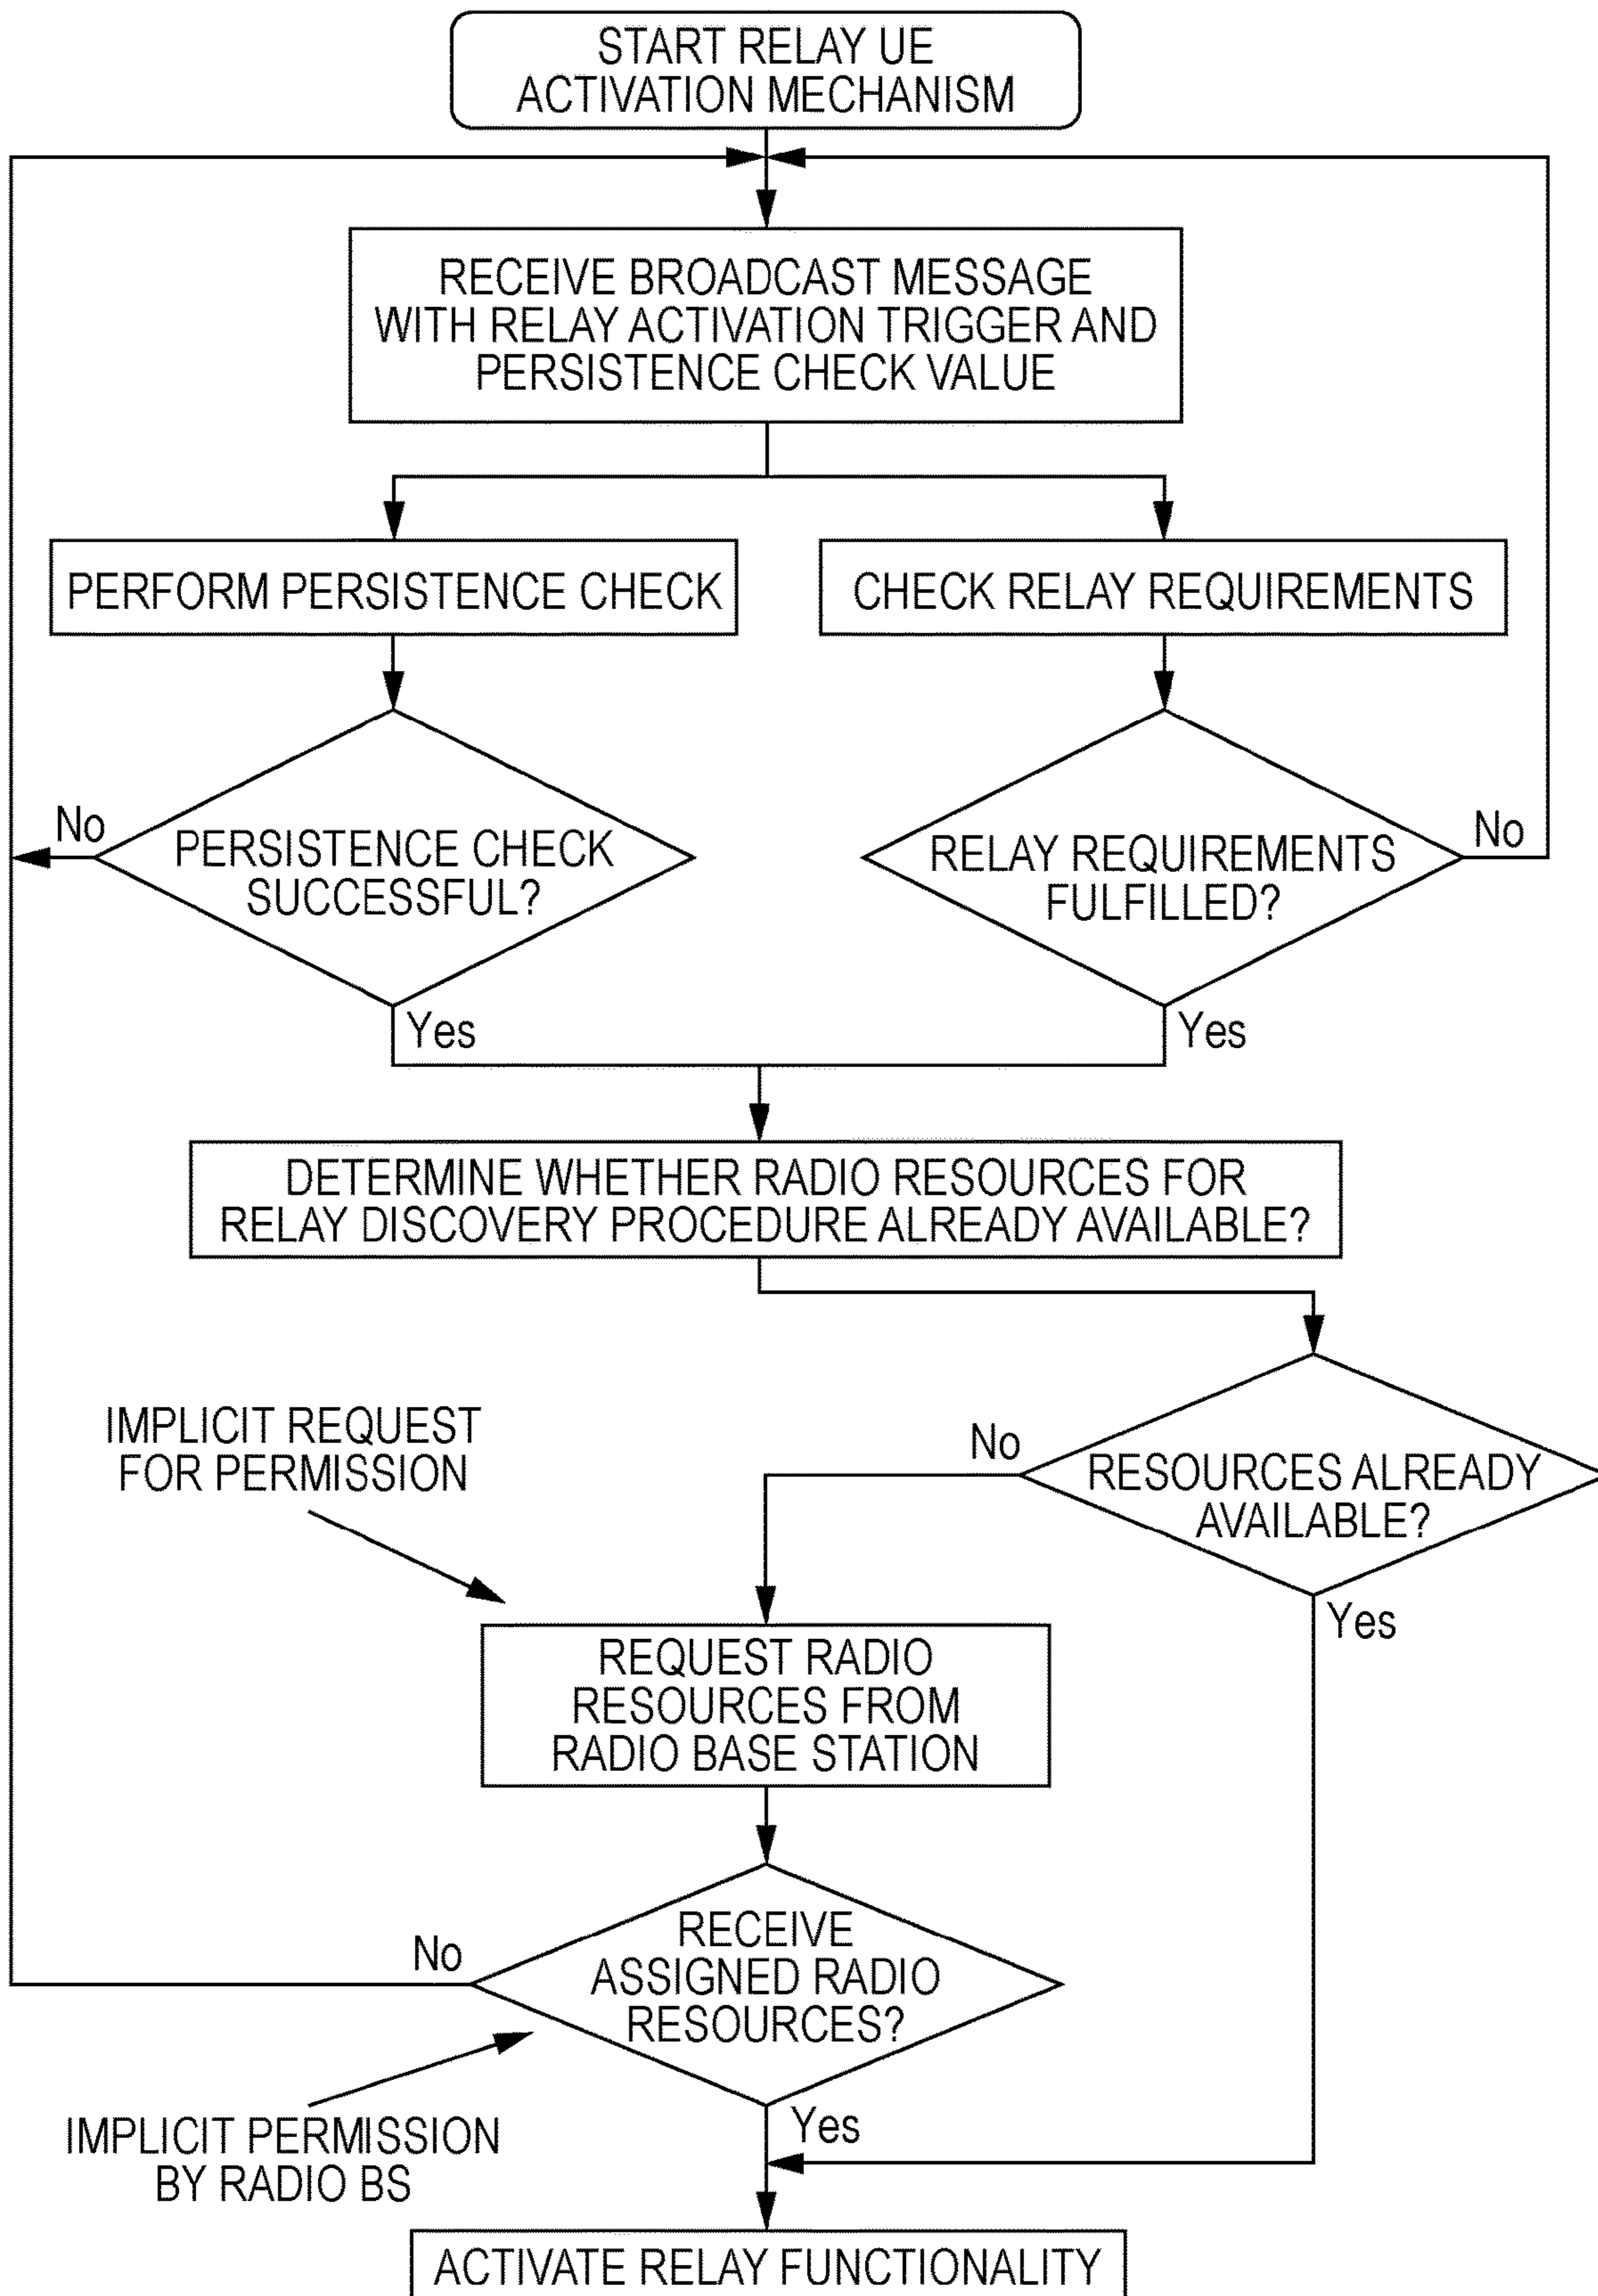 START RELAY UE
ACTIVATION MECHANISM
RECEIVE BROADCAST MESSAGE
WITH RELAY ACTIVATION TRIGGER AND
PERSISTENCE CHECK VALUE
PERFORM PERSISTENCE CHECK
CHECK RELAY REQUIREMENTS
No
PERSISTENCE CHECK
SUCCESSFUL?
RELAY REQUIREMENTS
FULFILLED?
No
Yes
Yes
DETERMINE WHETHER RADIO RESOURCES FOR
RELAY DISCOVERY PROCEDURE ALREADY AVAILABLE?
IMPLICIT REQUEST
FOR PERMISSION
No
RESOURCES ALREADY
AVAILABLE?
Yes
REQUEST RADIO
RESOURCES FROM
RADIO BASE STATION
No
RECEIVE
ASSIGNED RADIO
RESOURCES?
Yes
IMPLICIT PERMISSION
BY RADIO BS
ACTIVATE RELAY FUNCTIONALITY